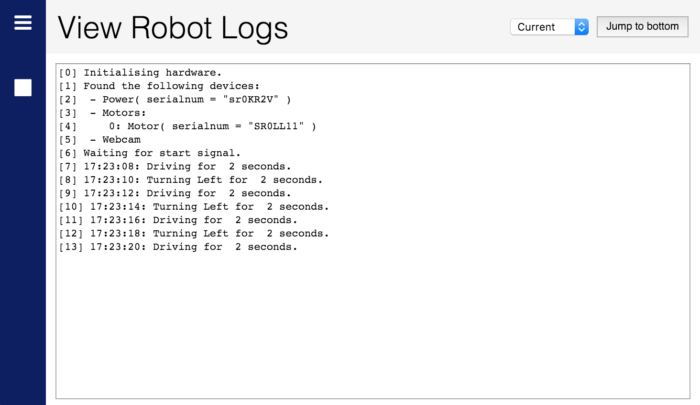 View Robot Logs
Current
Jump to bottom
[0] Initialising hardware.
[1] Found the following devices:
[2]  - Power( serialnum = "sr0KR2V" )
[3]  - Motors:
[4]     0: Motor( serialnum = "SR0LL11" )
[5]  - Webcam
[6] Waiting for start signal.
[7] 17:23:08: Driving for  2 seconds.
[8] 17:23:10: Turning Left for  2 seconds.
[9] 17:23:12: Driving for  2 seconds.
[10] 17:23:14: Turning Left for  2 seconds.
[11] 17:23:16: Driving for  2 seconds.
[12] 17:23:18: Turning Left for  2 seconds.
[13] 17:23:20: Driving for  2 seconds.